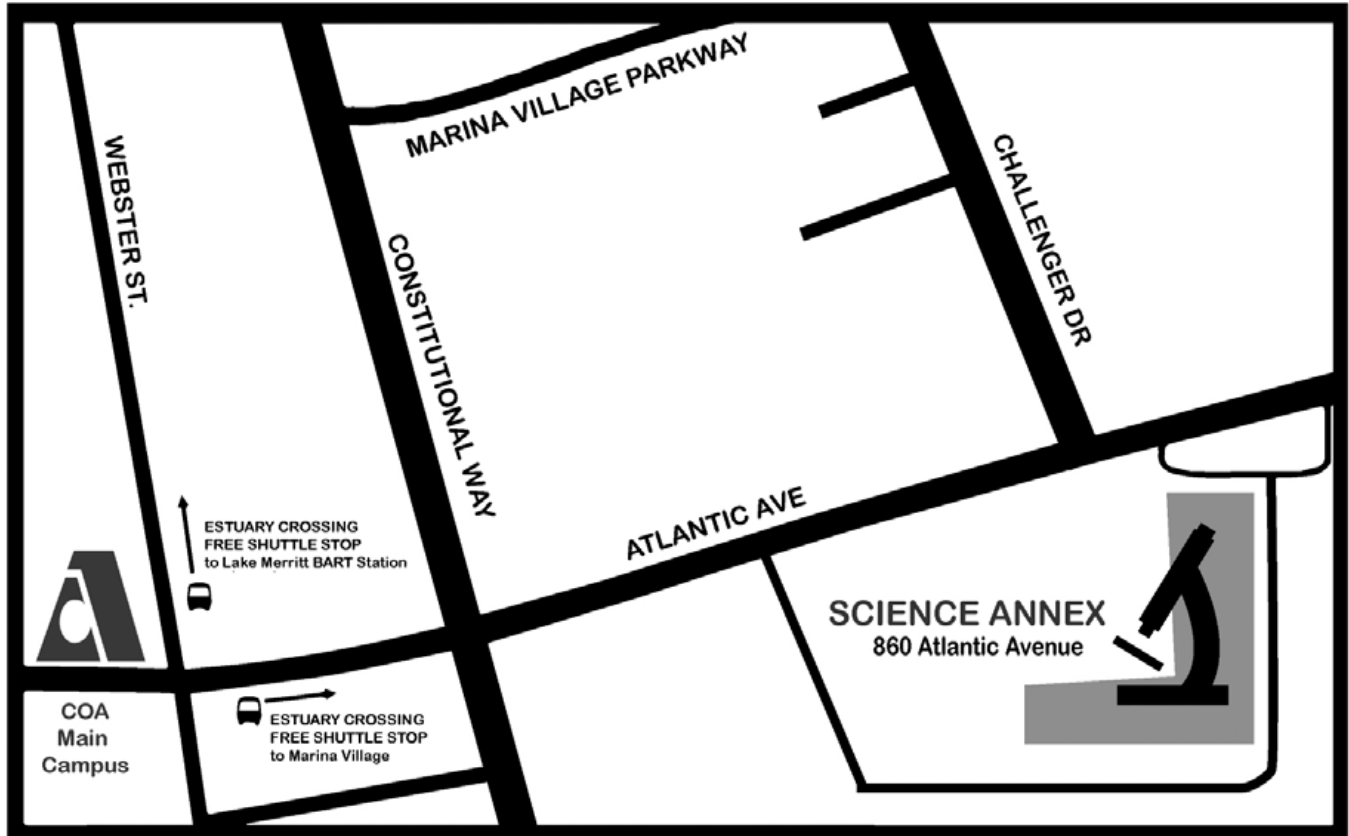 MARINA VILLAGE PARKWAY
WEBSTER ST.
CHALLENGER DR
CONSTITUTIONAL WAY
ATLANTIC AVE
ESTUARY CROSSING
FREE SHUTTLE STOP
to Lake Merritt BART Station
SCIENCE ANNEX
860 Atlantic Avenue
COA
Main
Campus
ESTUARY CROSSING
FREE SHUTTLE STOP
to Marina Village